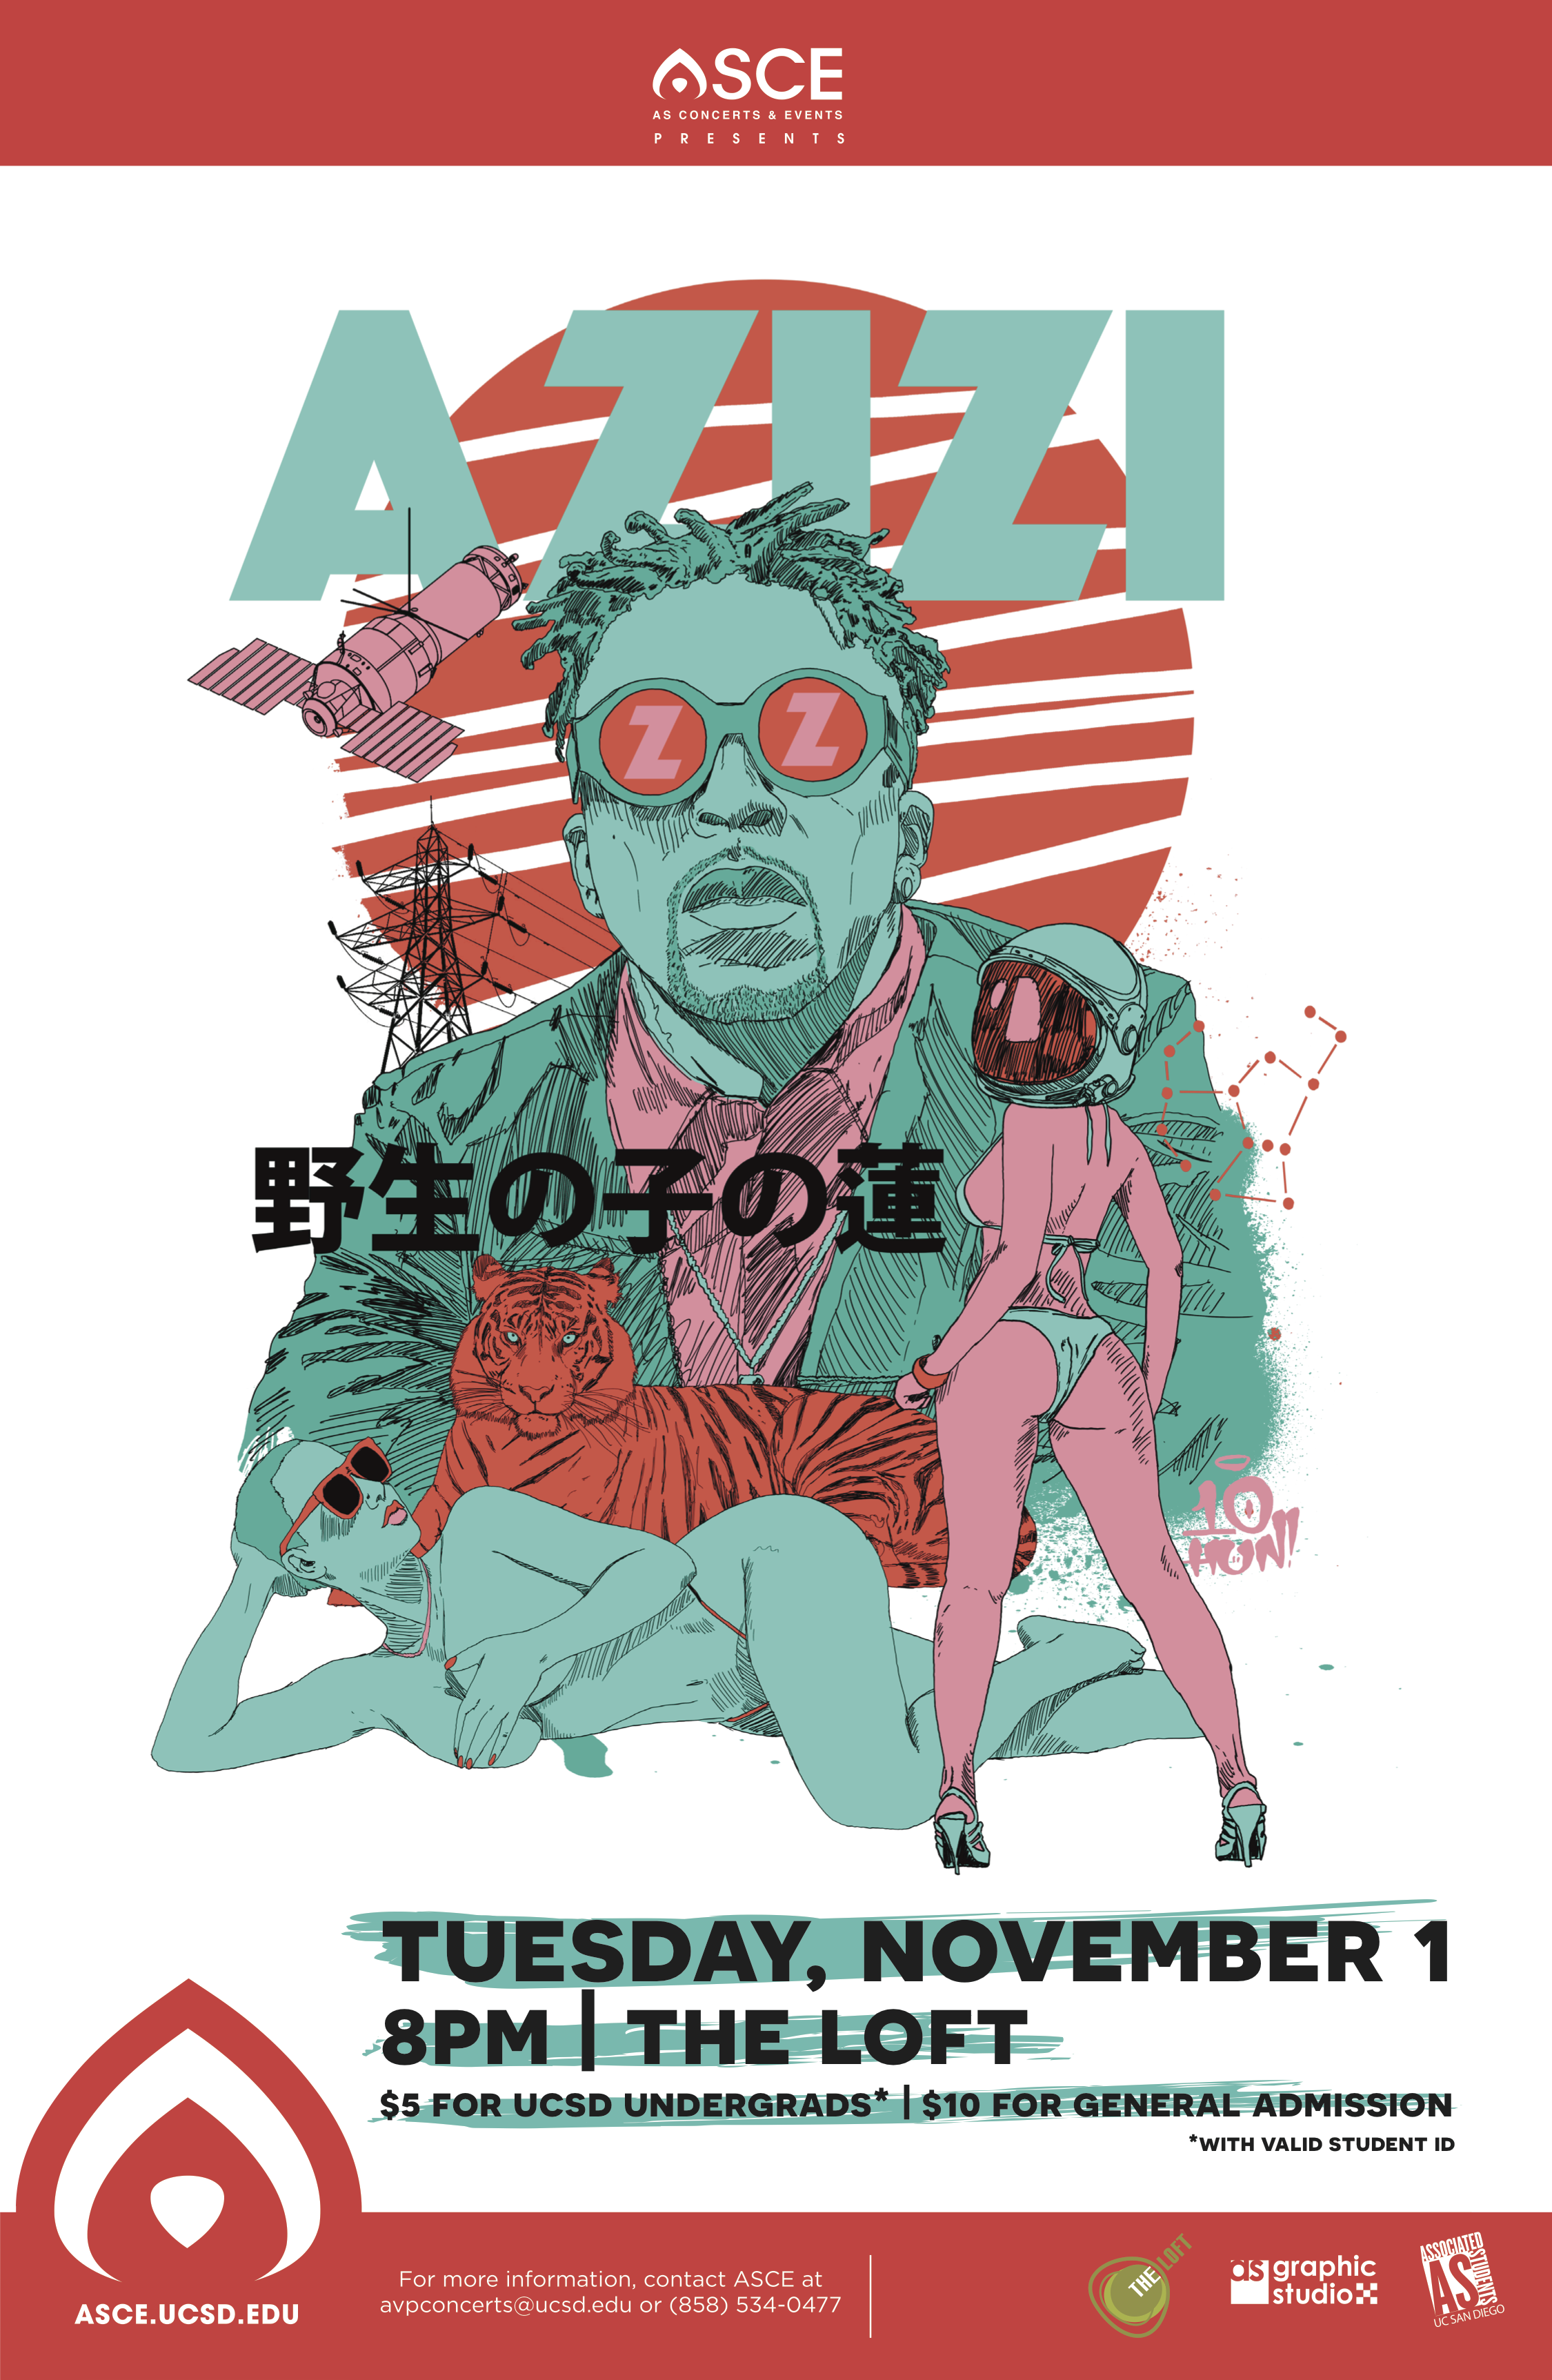 ASCE
AS CONCERTS & EVENTS
PRESENTS
AZIZI
Z Z
野生の子の蓮
10
HUN!!
TUESDAY, NOVEMBER 1
8PM | THE LOFT
$5 FOR UCSD UNDERGRADS* | $10 FOR GENERAL ADMISSION
*WITH VALID STUDENT ID
ASCE.UCSD.EDU
For more information, contact ASCE at
avpconcerts@ucsd.edu or (858) 534-0477
THE LOFT
as graphic
studio
ASSOCIATED
STUDENTS
AS
UC SAN DIEGO